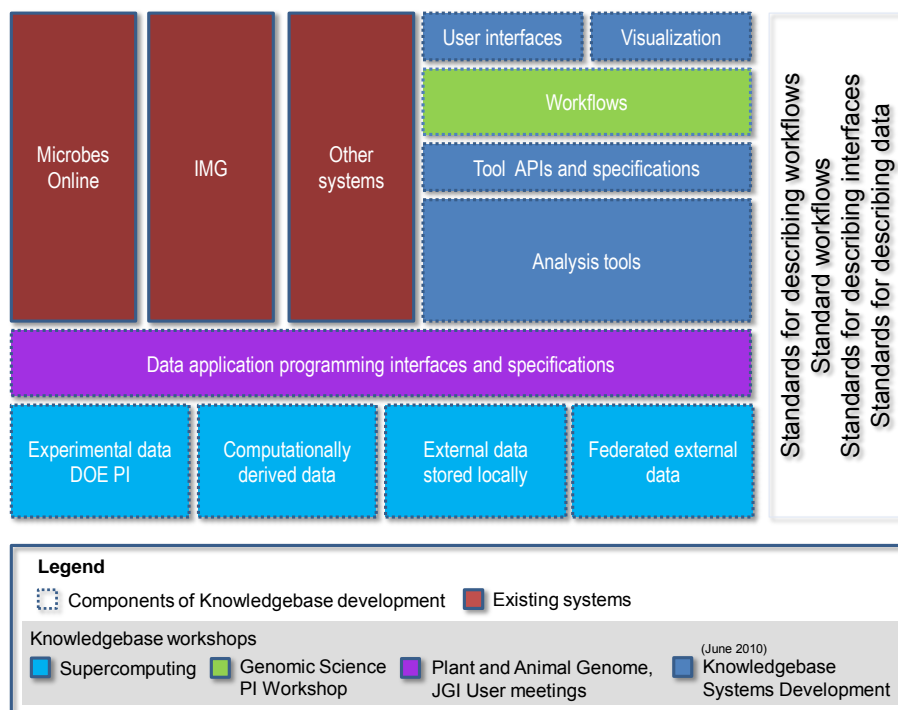 Microbes
Online
IMG
Other
systems
User interfaces
Visualization
Workflows
Tool APIs and specifications
Analysis tools
Data application programming interfaces and specifications
Experimental data
DOE PI
Computationally
derived data
External data
stored locally
Federated external
data
Standards for describing workflows
Standard workflows
Standards for describing interfaces
Standards for describing data
Legend
Components of Knowledgebase development
Existing systems
Knowledgebase workshops
Supercomputing
Genomic Science
PI Workshop
Plant and Animal Genome,
JGI User meetings
(June 2010)
Knowledgebase
Systems Development